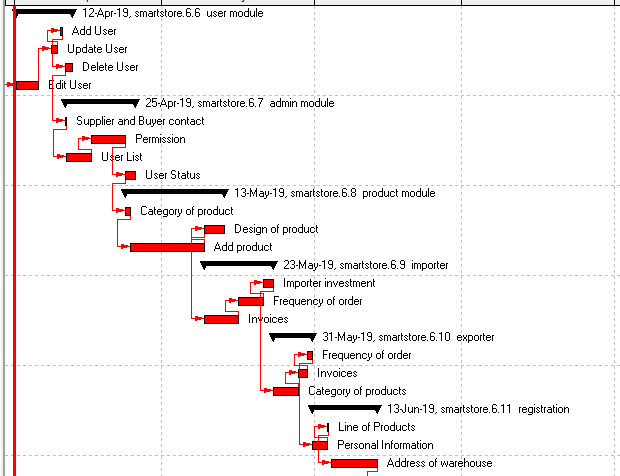 12-Apr-19, smartstore.6.6 user module
Add User
Update User
Delete User
Edit User
25-Apr-19, smartstore.6.7 admin module
Supplier and Buyer contact
Permission
User List
User Status
13-May-19, smartstore.6.8 product module
Category of product
Design of product
Add product
23-May-19, smartstore.6.9 importer
Importer investment
Frequency of order
Invoices
31-May-19, smartstore.6.10 exporter
Frequency of order
Invoices
Category of products
13-Jun-19, smartstore.6.11 registration
Line of Products
Personal Information
Address of warehouse